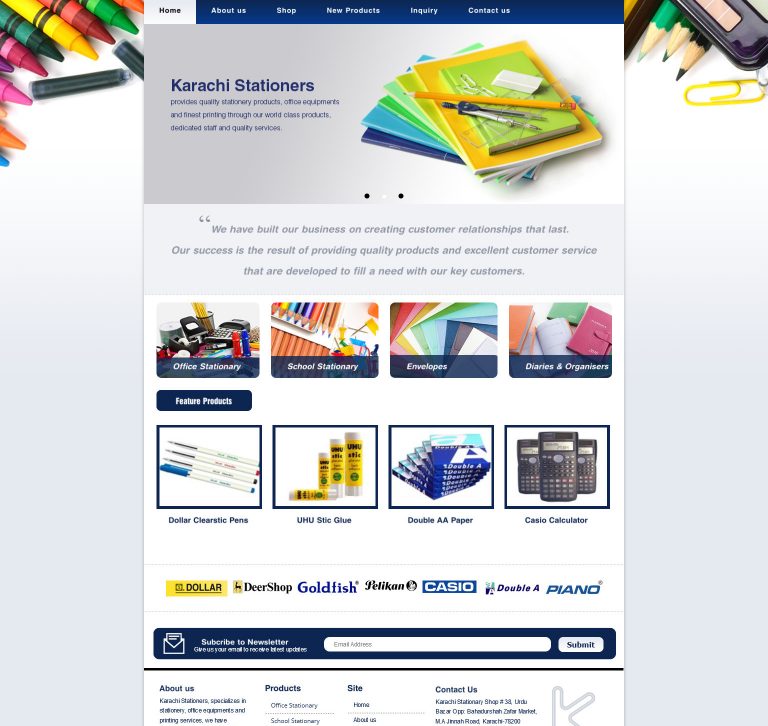 Home About us Shop New Products Inquiry Contact us
Karachi Stationers
provides quality stationery products, office equipments
and finest printing through our world class products,
dedicated staff and quality services.
“We have built our business on creating customer relationships that last.
Our success is the result of providing quality products and excellent customer service
that are developed to fill a need with our key customers.
Office Stationary School Stationary Envelopes Diaries & Organisers
Feature Products
UHU stic UHU stic UHU stic
Double A
Dollar Clearstic Pens UHU Stic Glue Double AA Paper Casio Calculator
DOLLAR DeerShop Goldfish® Pelikan CASIO Double A PIANO®
Subcribe to Newsletter
Give us your email to receive latest updates
Email Address
Submit
About us
Karachi Stationers, specializes in
stationery, office equipments and
printing services, we have
Products
Office Stationary
School Stationary
Site
Home
About us
Contact Us
Karachi Stationary Shop # 38, Urdu
Bazar Opp: Bahadurshah Zafar Market,
M.A Jinnah Road, Karachi-78200